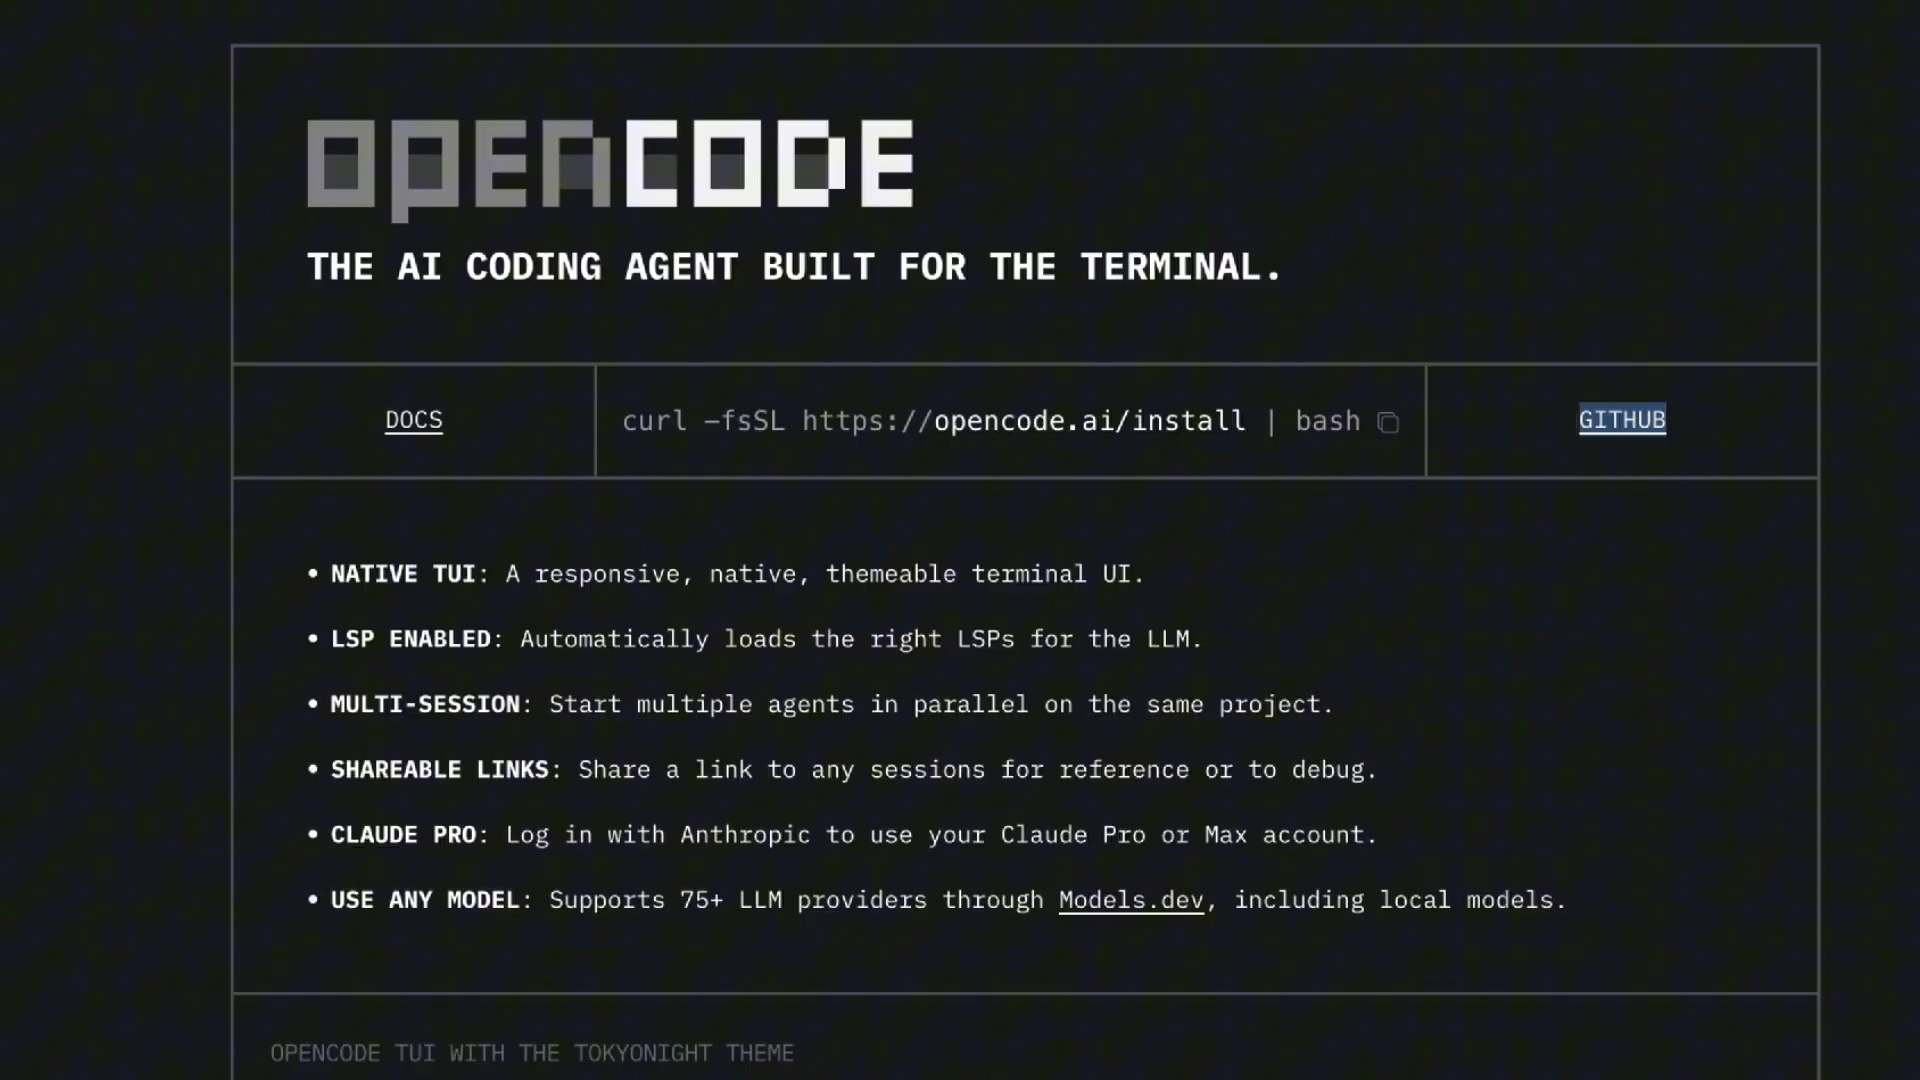 opencode
THE AI CODING AGENT BUILT FOR THE TERMINAL.
DOCS
curl -fsSL https://opencode.ai/install | bash
GITHUB
• NATIVE TUI: A responsive, native, themeable terminal UI.
• LSP ENABLED: Automatically loads the right LSPs for the LLM.
• MULTI-SESSION: Start multiple agents in parallel on the same project.
• SHAREABLE LINKS: Share a link to any sessions for reference or to debug.
• CLAUDE PRO: Log in with Anthropic to use your Claude Pro or Max account.
• USE ANY MODEL: Supports 75+ LLM providers through Models.dev, including local models.
OPENCODE TUI WITH THE TOKYONIGHT THEME